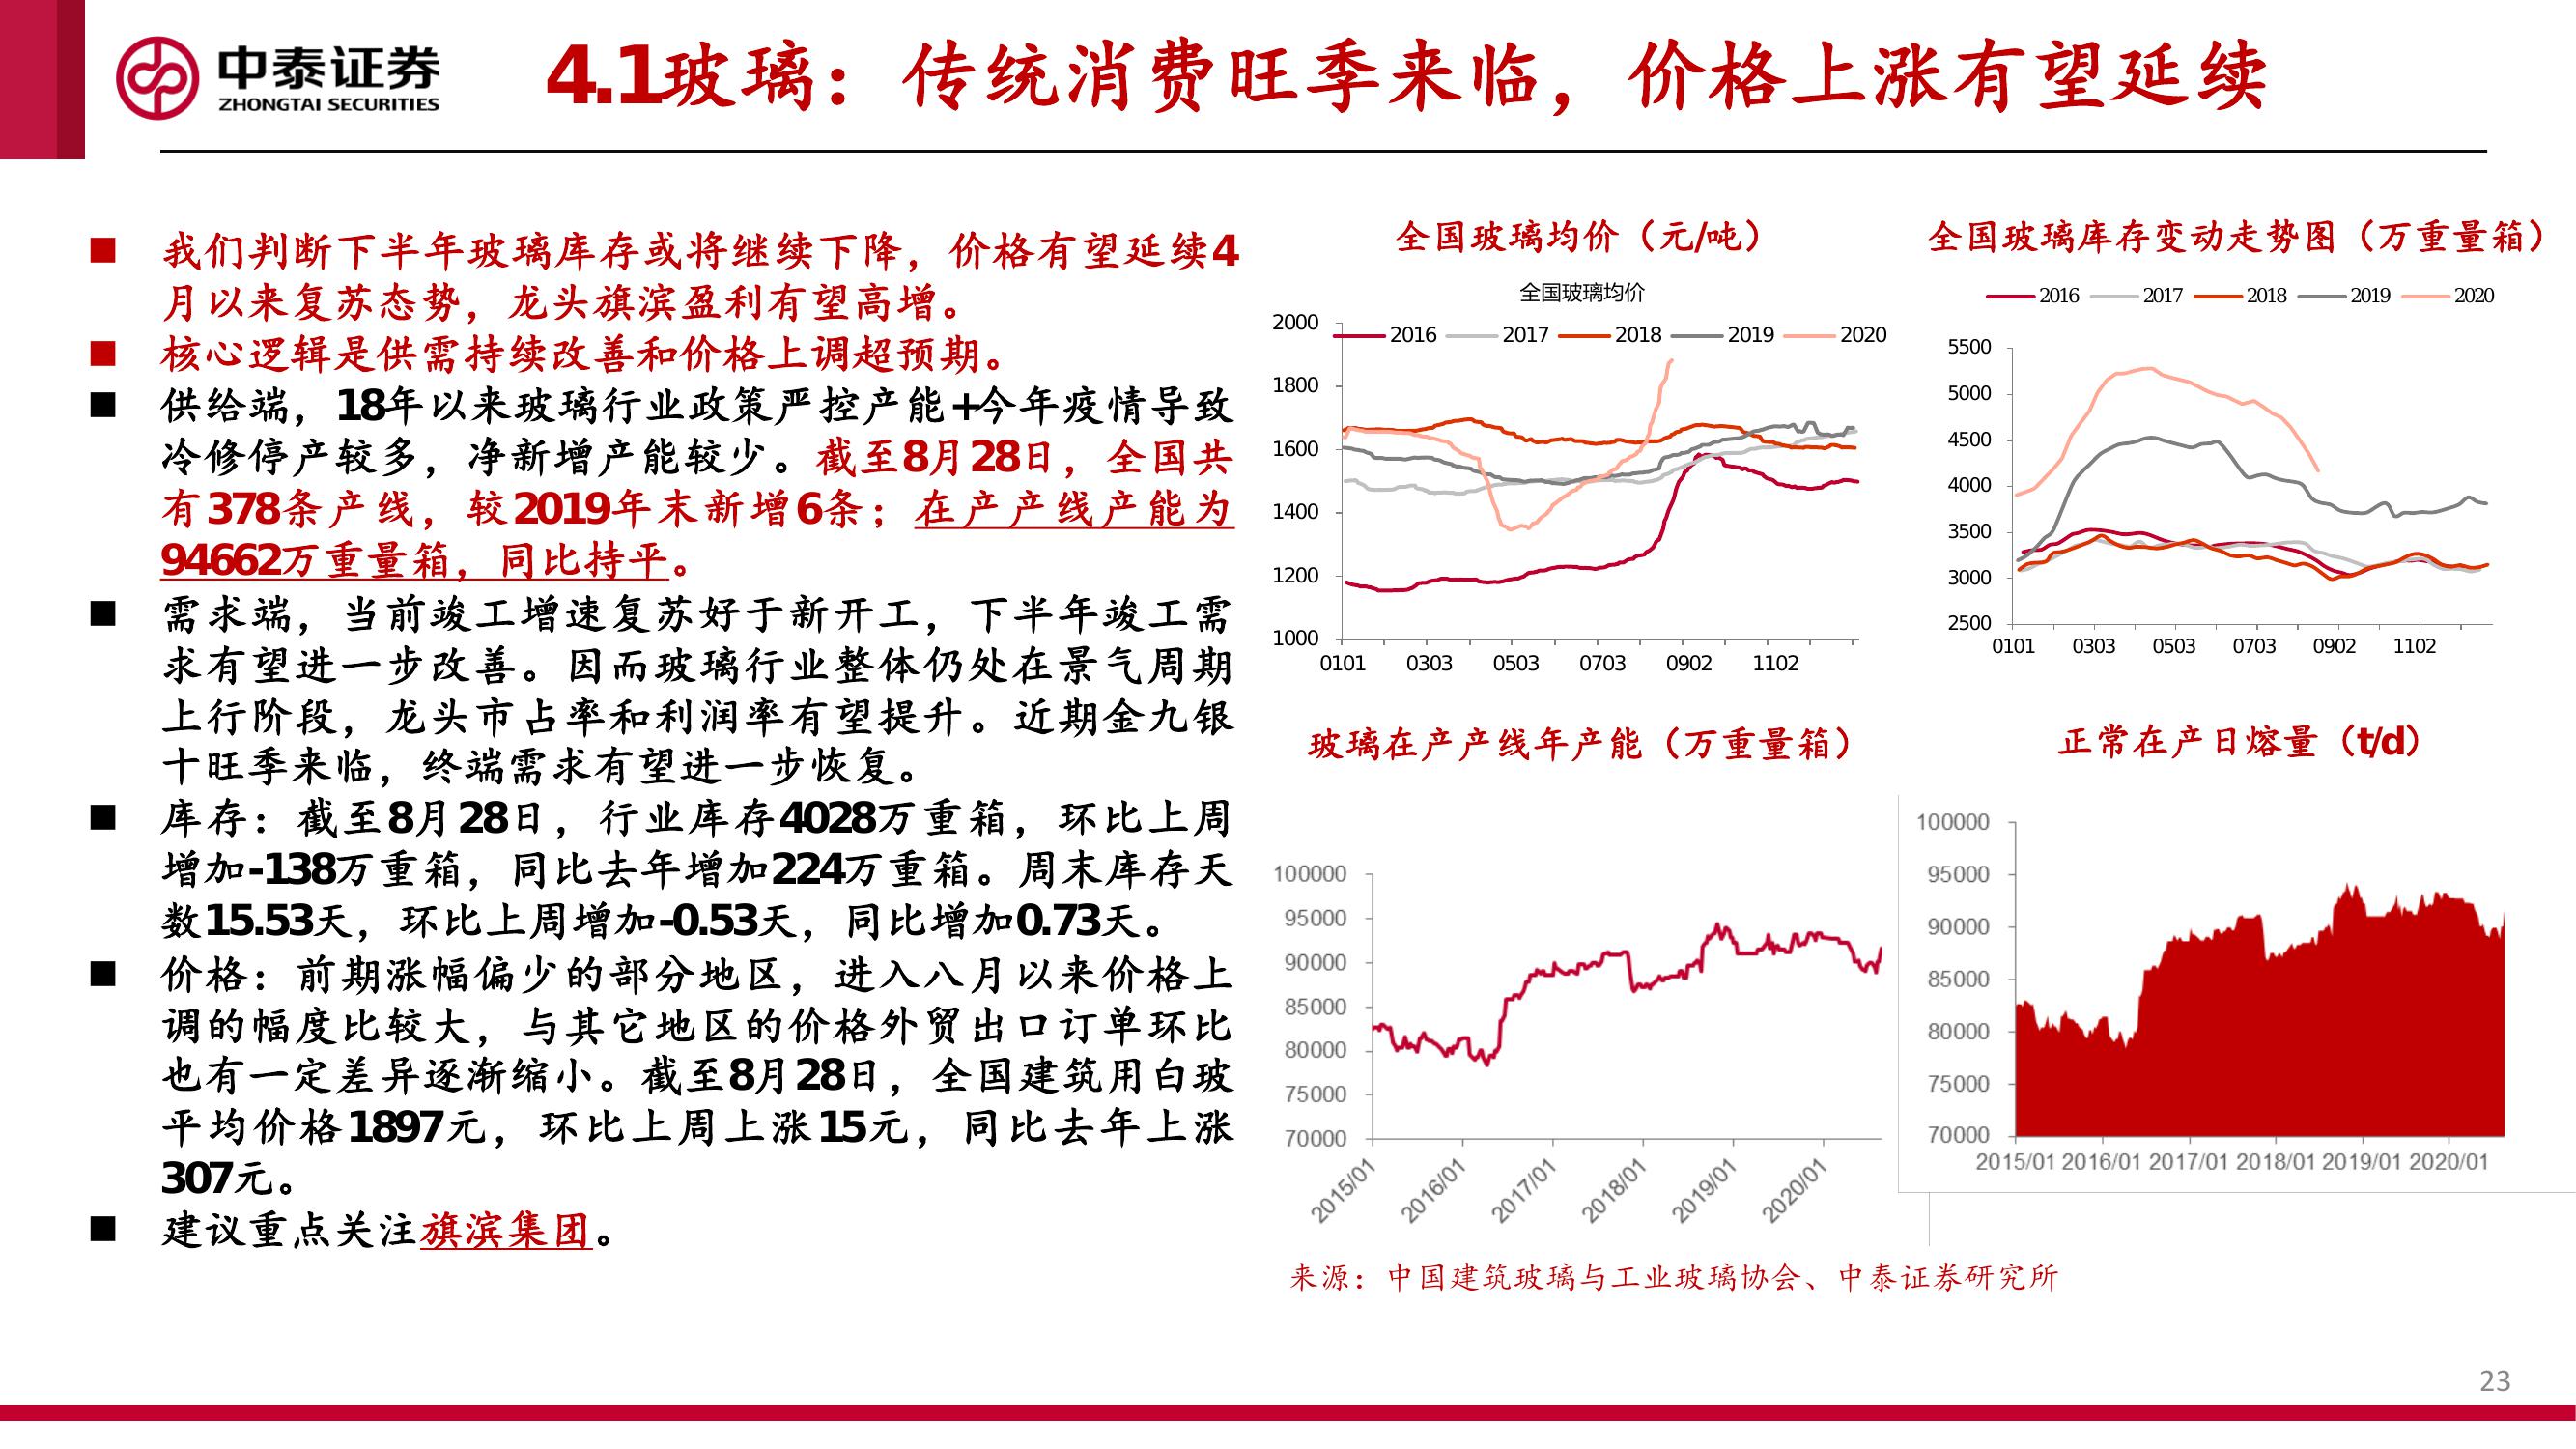 中泰证券
ZHONGTAI SECURITIES
4.1玻璃：传统消费旺季来临，价格上涨有望延续
■ 我们判断下半年玻璃库存或将继续下降，价格有望延续4
月以来复苏态势，龙头旗滨盈利有望高增。
■ 核心逻辑是供需持续改善和价格上调超预期。
■ 供给端，18年以来玻璃行业政策严控产能+今年疫情导致
冷修停产较多，净新增产能较少。截至8月28日，全国共
有378条产线，较2019年末新增6条；在产产线产能为
94662万重量箱，同比持平。
■ 需求端，当前竣工增速复苏好于新开工，下半年竣工需
求有望进一步改善。因而玻璃行业整体仍处在景气周期
上行阶段，龙头市占率和利润率有望提升。近期金九银
十旺季来临，终端需求有望进一步恢复。
■ 库存：截至8月28日，行业库存4028万重箱，环比上周
增加-138万重箱，同比去年增加224万重箱。周末库存天
数15.53天，环比上周增加-0.53天，同比增加0.73天。
■ 价格：前期涨幅偏少的部分地区，进入八月以来价格上
调的幅度比较大，与其它地区的价格外贸出口订单环比
也有一定差异逐渐缩小。截至8月28日，全国建筑用白玻
平均价格1897元，环比上周上涨15元，同比去年上涨
307元。
■ 建议重点关注旗滨集团。
全国玻璃均价（元/吨）
全国玻璃均价
2016 2017 2018 2019 2020
2000
1800
1600
1400
1200
1000
0101 0303 0503 0703 0902 1102
全国玻璃库存变动走势图（万重量箱）
2016 2017 2018 2019 2020
5500
5000
4500
4000
3500
3000
2500
0101 0303 0503 0703 0902 1102
玻璃在产产线年产能（万重量箱）
100000
95000
90000
85000
80000
75000
70000
2015/01 2016/01 2017/01 2018/01 2019/01 2020/01
正常在产日熔量（t/d）
100000
95000
90000
85000
80000
75000
70000
2015/01 2016/01 2017/01 2018/01 2019/01 2020/01
来源：中国建筑玻璃与工业玻璃协会、中泰证券研究所
23